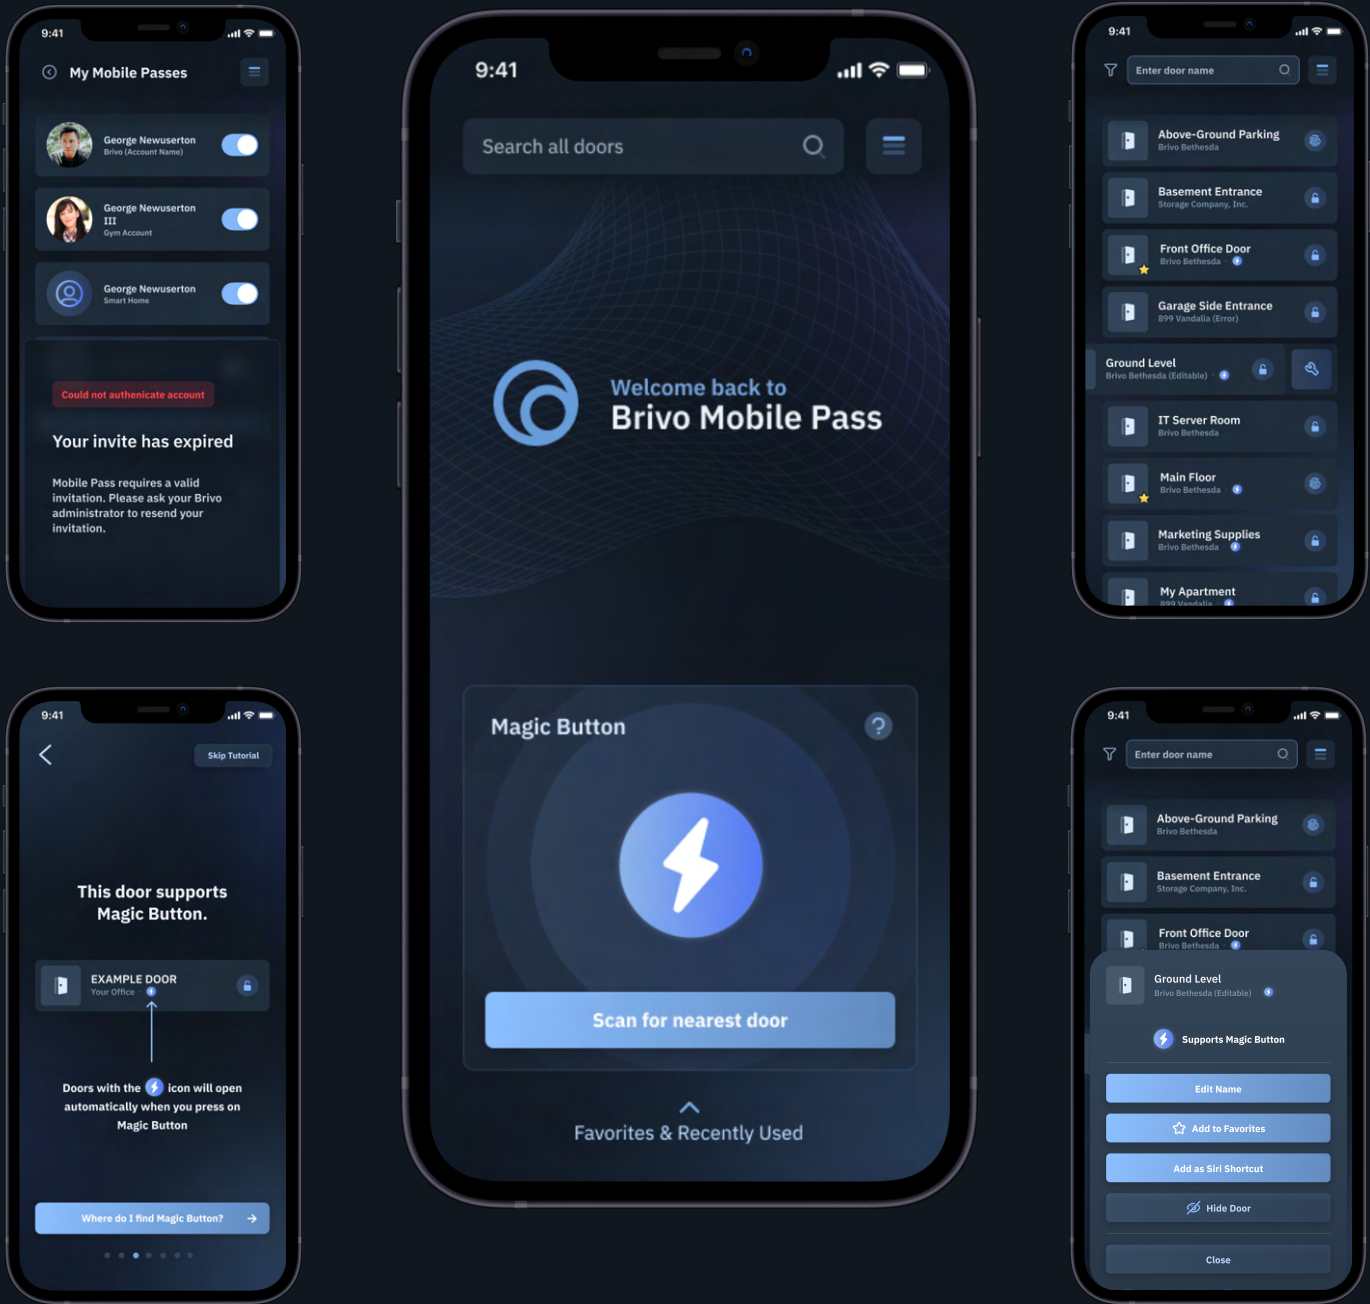 9:41
My Mobile Passes
George Newuserton
Brivo (Account Name)
George Newuserton
III
Gym Account
George Newuserton
Smart Home
Could not authenicate account
Your invite has expired
Mobile Pass requires a valid
invitation. Please ask your Brivo
administrator to resend your
invitation.
9:41
Search all doors
Welcome back to
Brivo Mobile Pass
Magic Button
?
Scan for nearest door
Favorites & Recently Used
9:41
Enter door name
Above-Ground Parking
Brivo Bethesda
Basement Entrance
Storage Company, Inc.
Front Office Door
Brivo Bethesda
Garage Side Entrance
899 Vandalia (Error)
Ground Level
Brivo Bethesda (Editable)
IT Server Room
Brivo Bethesda
Main Floor
Brivo Bethesda
Marketing Supplies
Brivo Bethesda
My Apartment
899 Vandalia
9:41
Skip Tutorial
This door supports
Magic Button.
EXAMPLE DOOR
Your Office
Doors with the icon will open
automatically when you press on
Magic Button
Where do I find Magic Button?
9:41
Enter door name
Above-Ground Parking
Brivo Bethesda
Basement Entrance
Storage Company, Inc.
Front Office Door
Brivo Bethesda
Ground Level
Brivo Bethesda (Editable)
Supports Magic Button
Edit Name
Add to Favorites
Add as Siri Shortcut
Hide Door
Close